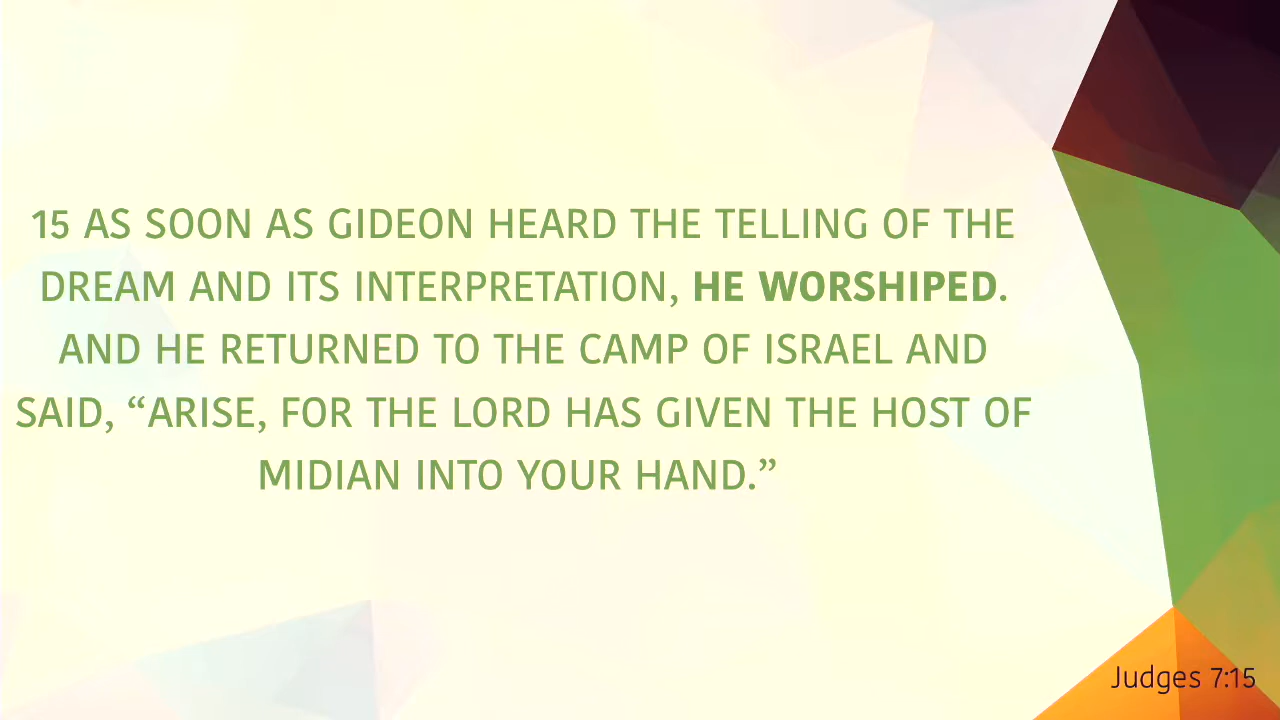 15 AS SOON AS GIDEON HEARD THE TELLING OF THE
DREAM AND ITS INTERPRETATION, HE WORSHIPED.
AND HE RETURNED TO THE CAMP OF ISRAEL AND
SAID, “ARISE, FOR THE LORD HAS GIVEN THE HOST OF
MIDIAN INTO YOUR HAND.”
Judges 7:15